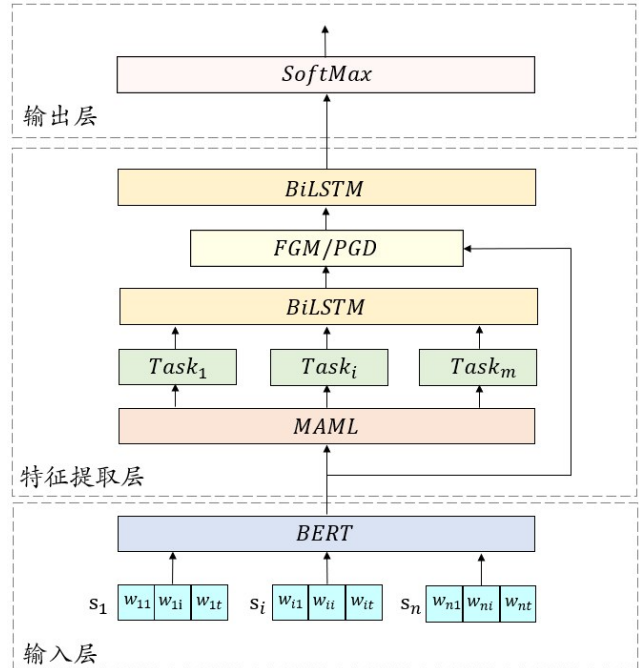 SoftMax
输出层
BiLSTM
FGM/PGD
BiLSTM
Task₁ Taskᵢ Taskₘ
MAML
特征提取层
BERT
s₁ w₁₁ w₁ᵢ w₁ₜ sᵢ wᵢ₁ wᵢᵢ wᵢₜ sₙ wₙ₁ wₙᵢ wₙₜ
输入层